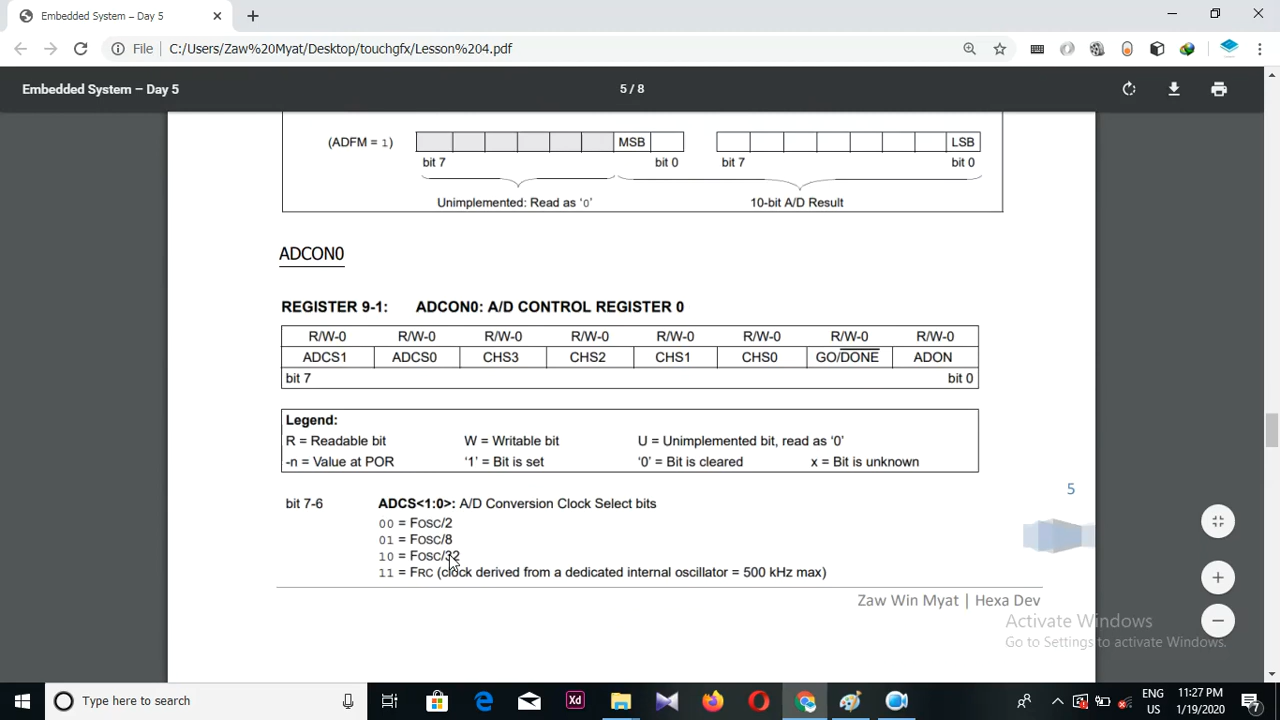 Embedded System – Day 5
File C:/Users/Zaw%20Myat/Desktop/touchgfx/Lesson%204.pdf
Embedded System – Day 5 5 / 8
(ADFM = 1) MSB LSB
bit 7 bit 0 bit 7 bit 0
Unimplemented: Read as ‘0’ 10-bit A/D Result
ADCON0
REGISTER 9-1: ADCON0: A/D CONTROL REGISTER 0
R/W-0 R/W-0 R/W-0 R/W-0 R/W-0 R/W-0 R/W-0 R/W-0
ADCS1 ADCS0 CHS3 CHS2 CHS1 CHS0 GO/DONE ADON
bit 7 bit 0
Legend:
R = Readable bit W = Writable bit U = Unimplemented bit, read as ‘0’
-n = Value at POR ‘1’ = Bit is set ‘0’ = Bit is cleared x = Bit is unknown
5
bit 7-6 ADCS<1:0>: A/D Conversion Clock Select bits
00 = FOSC/2
01 = FOSC/8
10 = FOSC/32
11 = FRC (clock derived from a dedicated internal oscillator = 500 kHz max)
Zaw Win Myat | Hexa Dev
Activate Windows
Go to Settings to activate Windows.
Type here to search
Xd
ENG 11:27 PM
US 1/19/2020
7